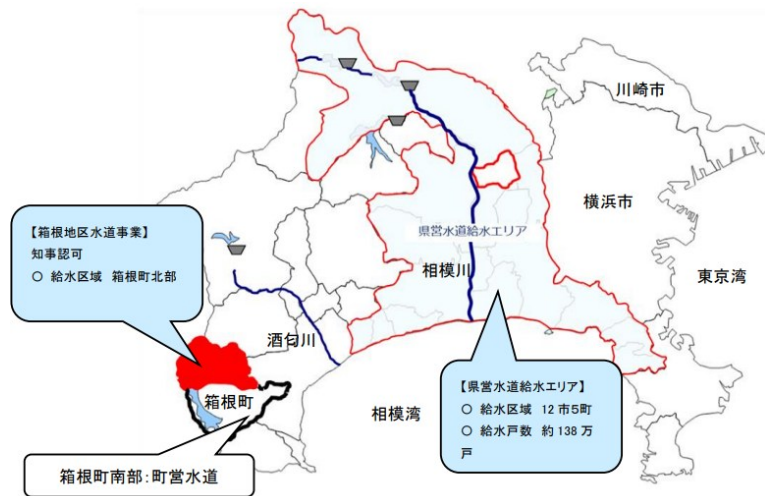 川崎市
横浜市
東京湾
県営水道給水エリア
相模川
【箱根地区水道事業】
知事認可
○ 給水区域 箱根町北部
酒匂川
箱根町
相模湾
【県営水道給水エリア】
○ 給水区域 12市5町
○ 給水戸数 約138万
戸
箱根町南部:町営水道